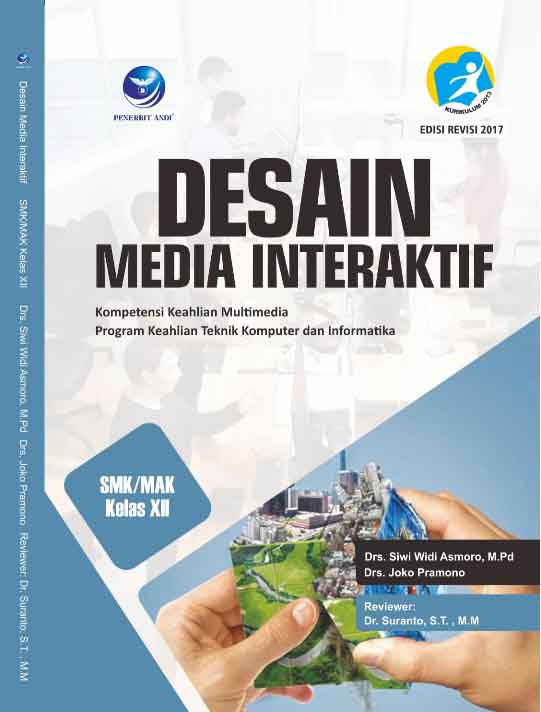 PENERBIT ANDI
KURIKULUM 2013
EDISI REVISI 2017
DESAIN
MEDIA INTERAKTIF
Kompetensi Keahlian Multimedia
Program Keahlian Teknik Komputer dan Informatika
SMK/MAK
Kelas XII
Drs. Siwi Widi Asmoro, M.Pd
Drs. Joko Pramono
Reviewer:
Dr. Suranto, S.T. , M.M
Desain Media Interaktif SMK/MAK Kelas XII Drs. Siwi Widi Asmoro, M.Pd Drs. Joko Pramono Reviewer: Dr. Suranto, S.T. , M.M